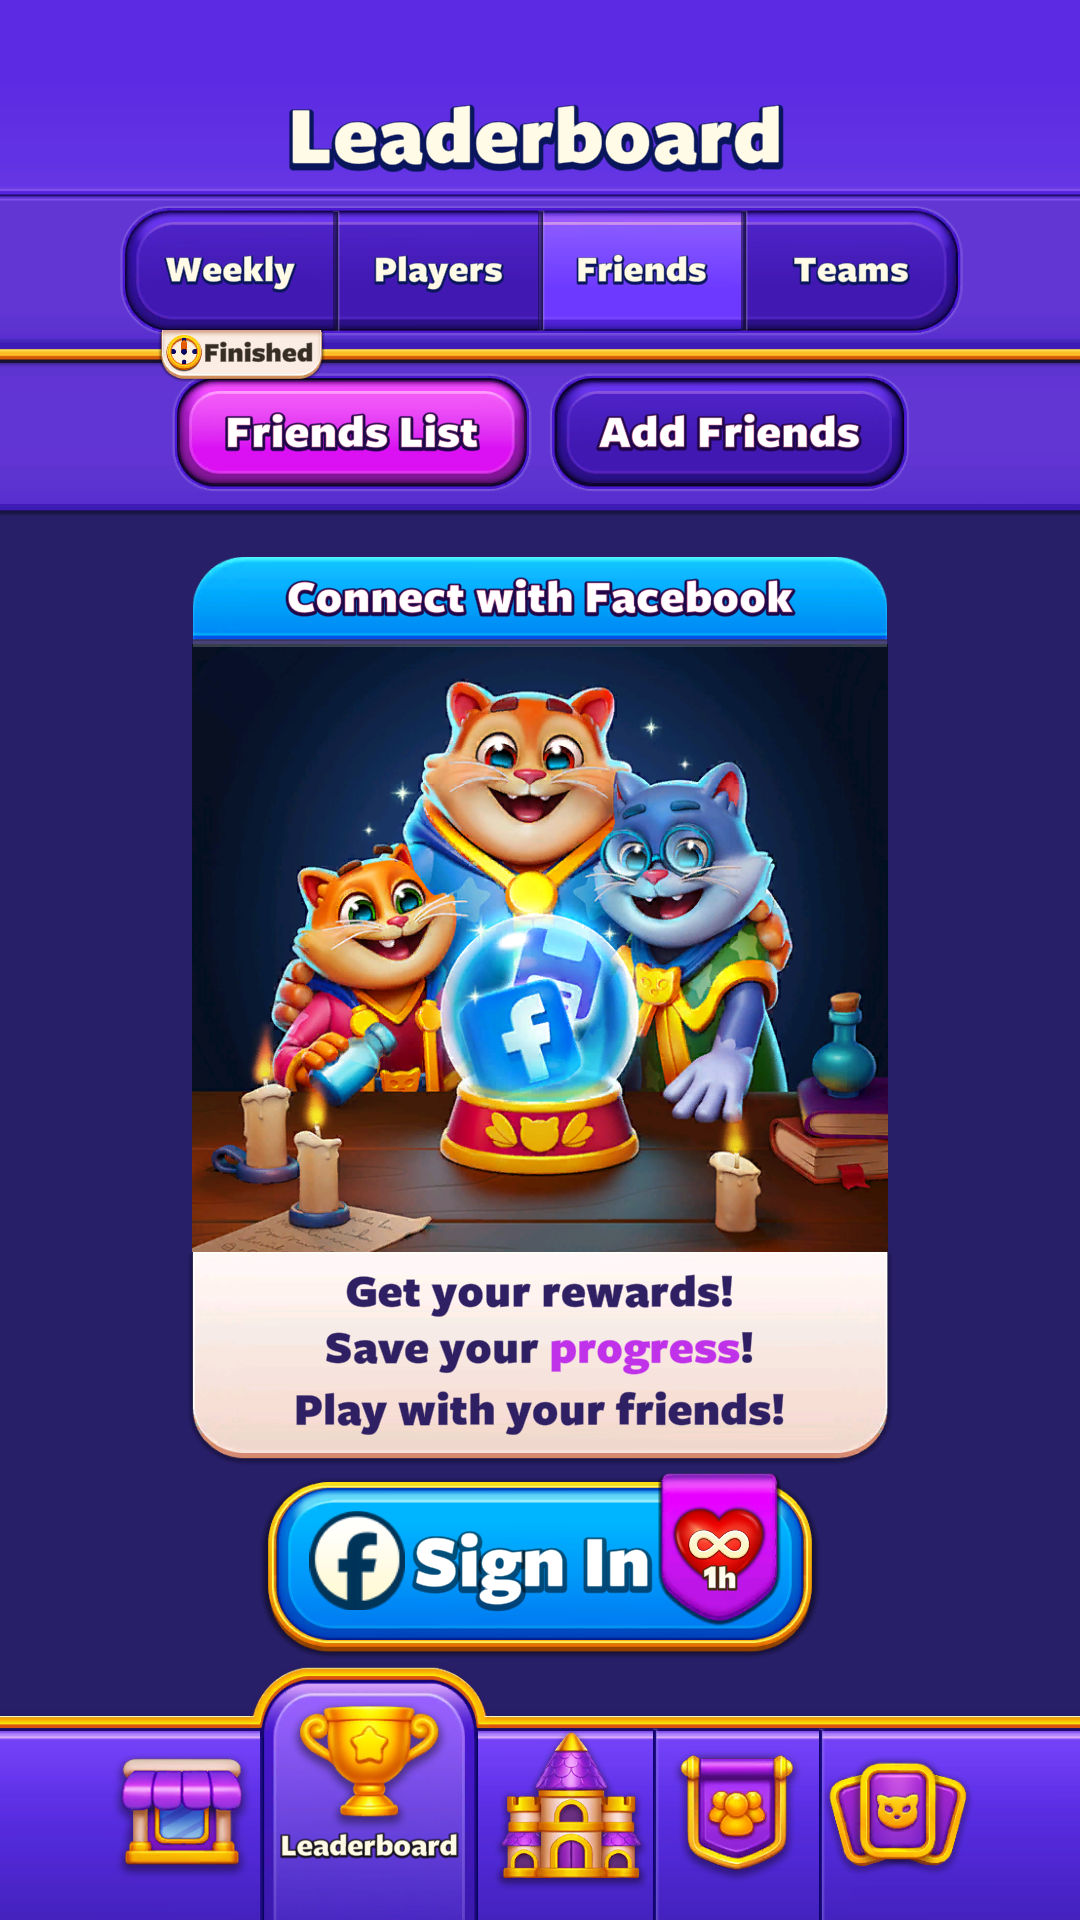 Leaderboard
Weekly Players Friends Teams
Finished
Friends List Add Friends
Connect with Facebook
Get your rewards!
Save your progress!
Play with your friends!
Sign In
1h
Leaderboard